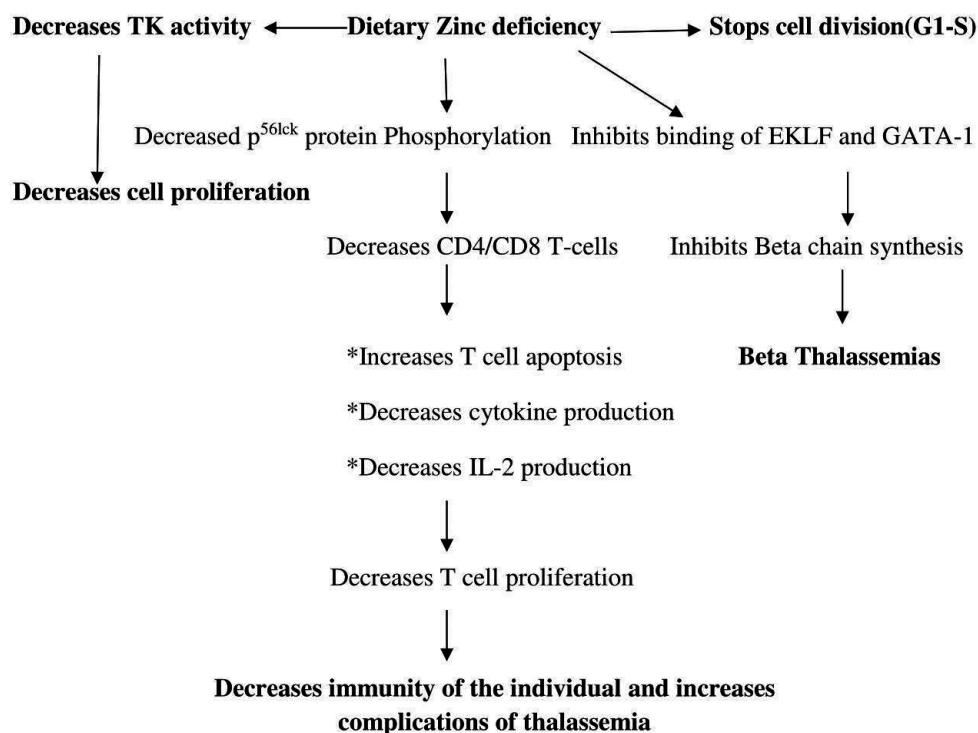 Decreases TK activity Dietary Zinc deficiency Stops cell division(G1-S)
Decreased p56lck protein Phosphorylation Inhibits binding of EKLF and GATA-1
Decreases cell proliferation
Decreases CD4/CD8 T-cells Inhibits Beta chain synthesis
*Increases T cell apoptosis Beta Thalassemias
*Decreases cytokine production
*Decreases IL-2 production
Decreases T cell proliferation
Decreases immunity of the individual and increases
complications of thalassemia